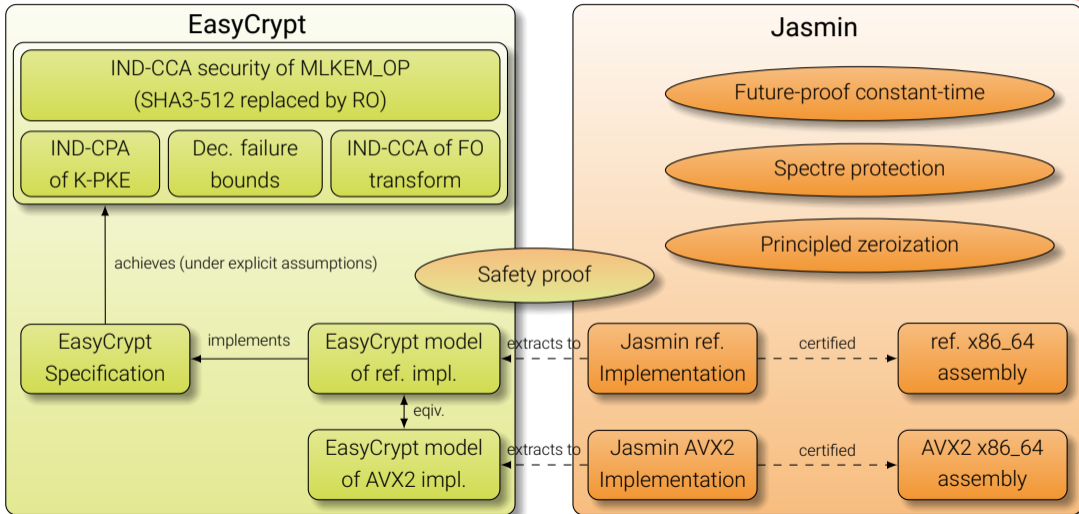 EasyCrypt
IND-CCA security of MLKEM_OP
(SHA3-512 replaced by RO)
IND-CPA
of K-PKE
Dec. failure
bounds
IND-CCA of FO
transform
achieves (under explicit assumptions)
EasyCrypt
Specification
implements
EasyCrypt model
of ref. impl.
eqiv.
EasyCrypt model
of AVX2 impl.
Safety proof
extracts to
extracts to
Jasmin
Future-proof constant-time
Spectre protection
Principled zeroization
Jasmin ref.
Implementation
certified
ref. x86_64
assembly
Jasmin AVX2
Implementation
certified
AVX2 x86_64
assembly